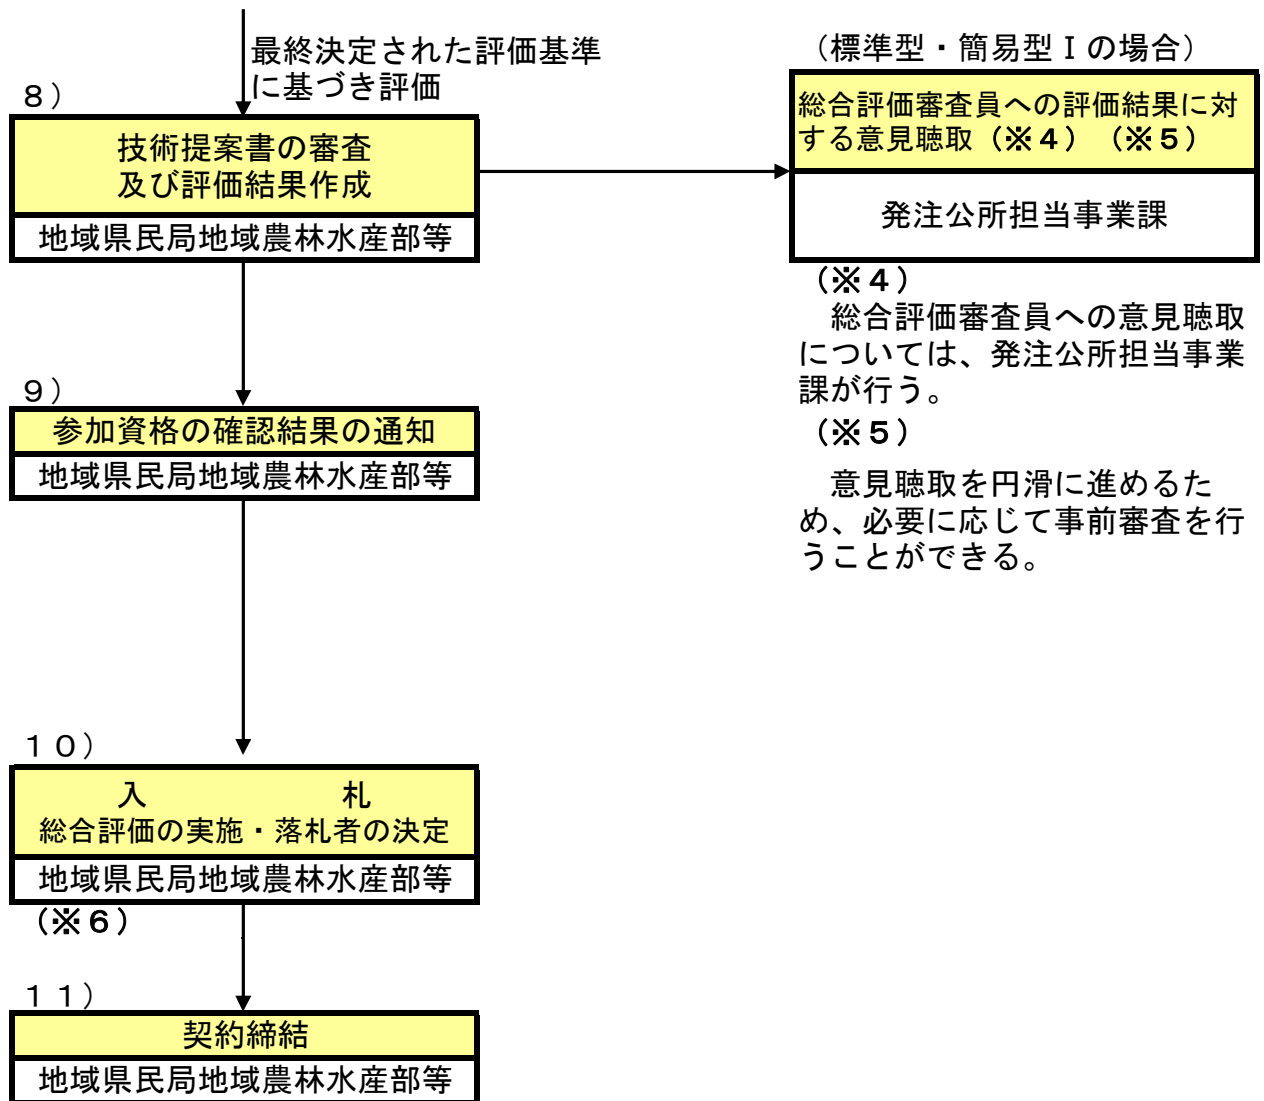 最終決定された評価基準
に基づき評価
８）
技術提案書の審査
及び評価結果作成
地域県民局地域農林水産部等
（標準型・簡易型Ⅰの場合）
総合評価審査員への評価結果に対
する意見聴取（※４）（※５）
発注公所担当事業課
（※４）
　総合評価審査員への意見聴取
については、発注公所担当事業
課が行う。
（※５）
　意見聴取を円滑に進めるた
め、必要に応じて事前審査を行
うことができる。
９）
参加資格の確認結果の通知
地域県民局地域農林水産部等
１０）
入　　　　　　札
総合評価の実施・落札者の決定
地域県民局地域農林水産部等
（※６）
１１）
契約締結
地域県民局地域農林水産部等